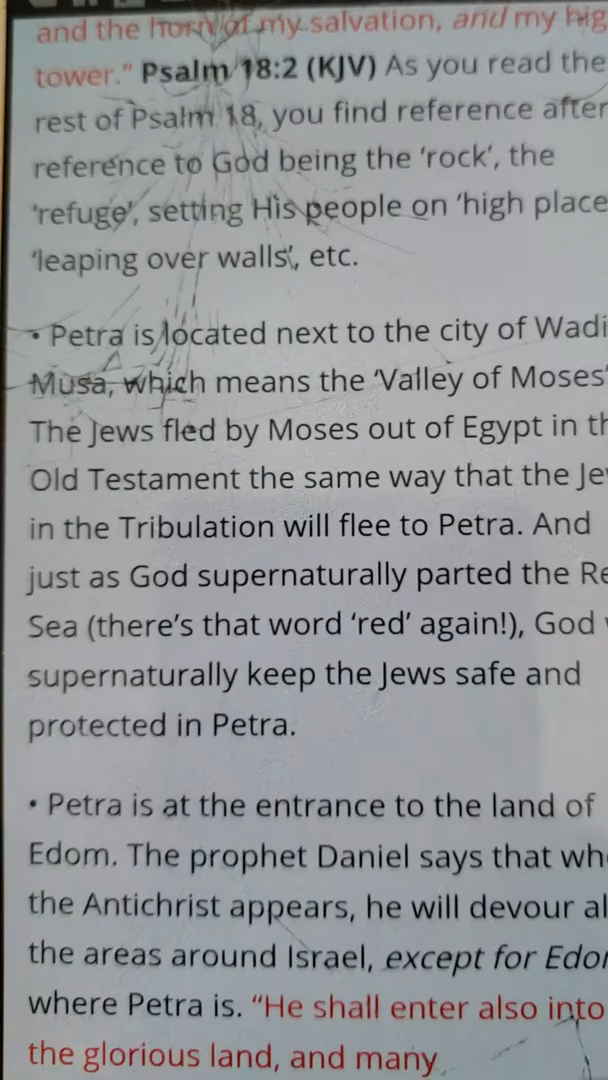 and the horn of my salvation, and my hig
tower.” Psalm 18:2 (KJV) As you read the
rest of Psalm 18, you find reference after
reference to God being the ‘rock’, the
‘refuge’, setting His people on ‘high place
‘leaping over walls’, etc.
• Petra is located next to the city of Wadi
Musa, which means the ‘Valley of Moses’
The Jews fled by Moses out of Egypt in th
Old Testament the same way that the Je
in the Tribulation will flee to Petra. And
just as God supernaturally parted the Re
Sea (there’s that word ‘red’ again!), God
supernaturally keep the Jews safe and
protected in Petra.
• Petra is at the entrance to the land of
Edom. The prophet Daniel says that wh
the Antichrist appears, he will devour al
the areas around Israel, except for Edo
where Petra is. “He shall enter also into
the glorious land, and many